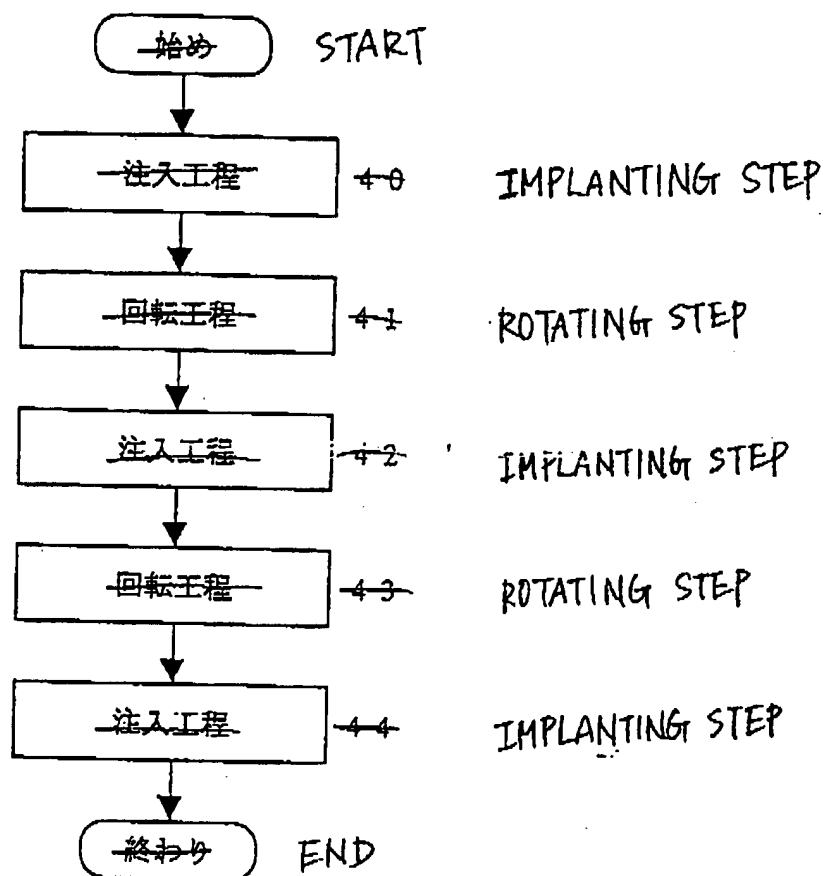 始め START
注入工程 40 IMPLANTING STEP
回転工程 41 ROTATING STEP
注入工程 42 IMPLANTING STEP
回転工程 43 ROTATING STEP
注入工程 44 IMPLANTING STEP
終わり END